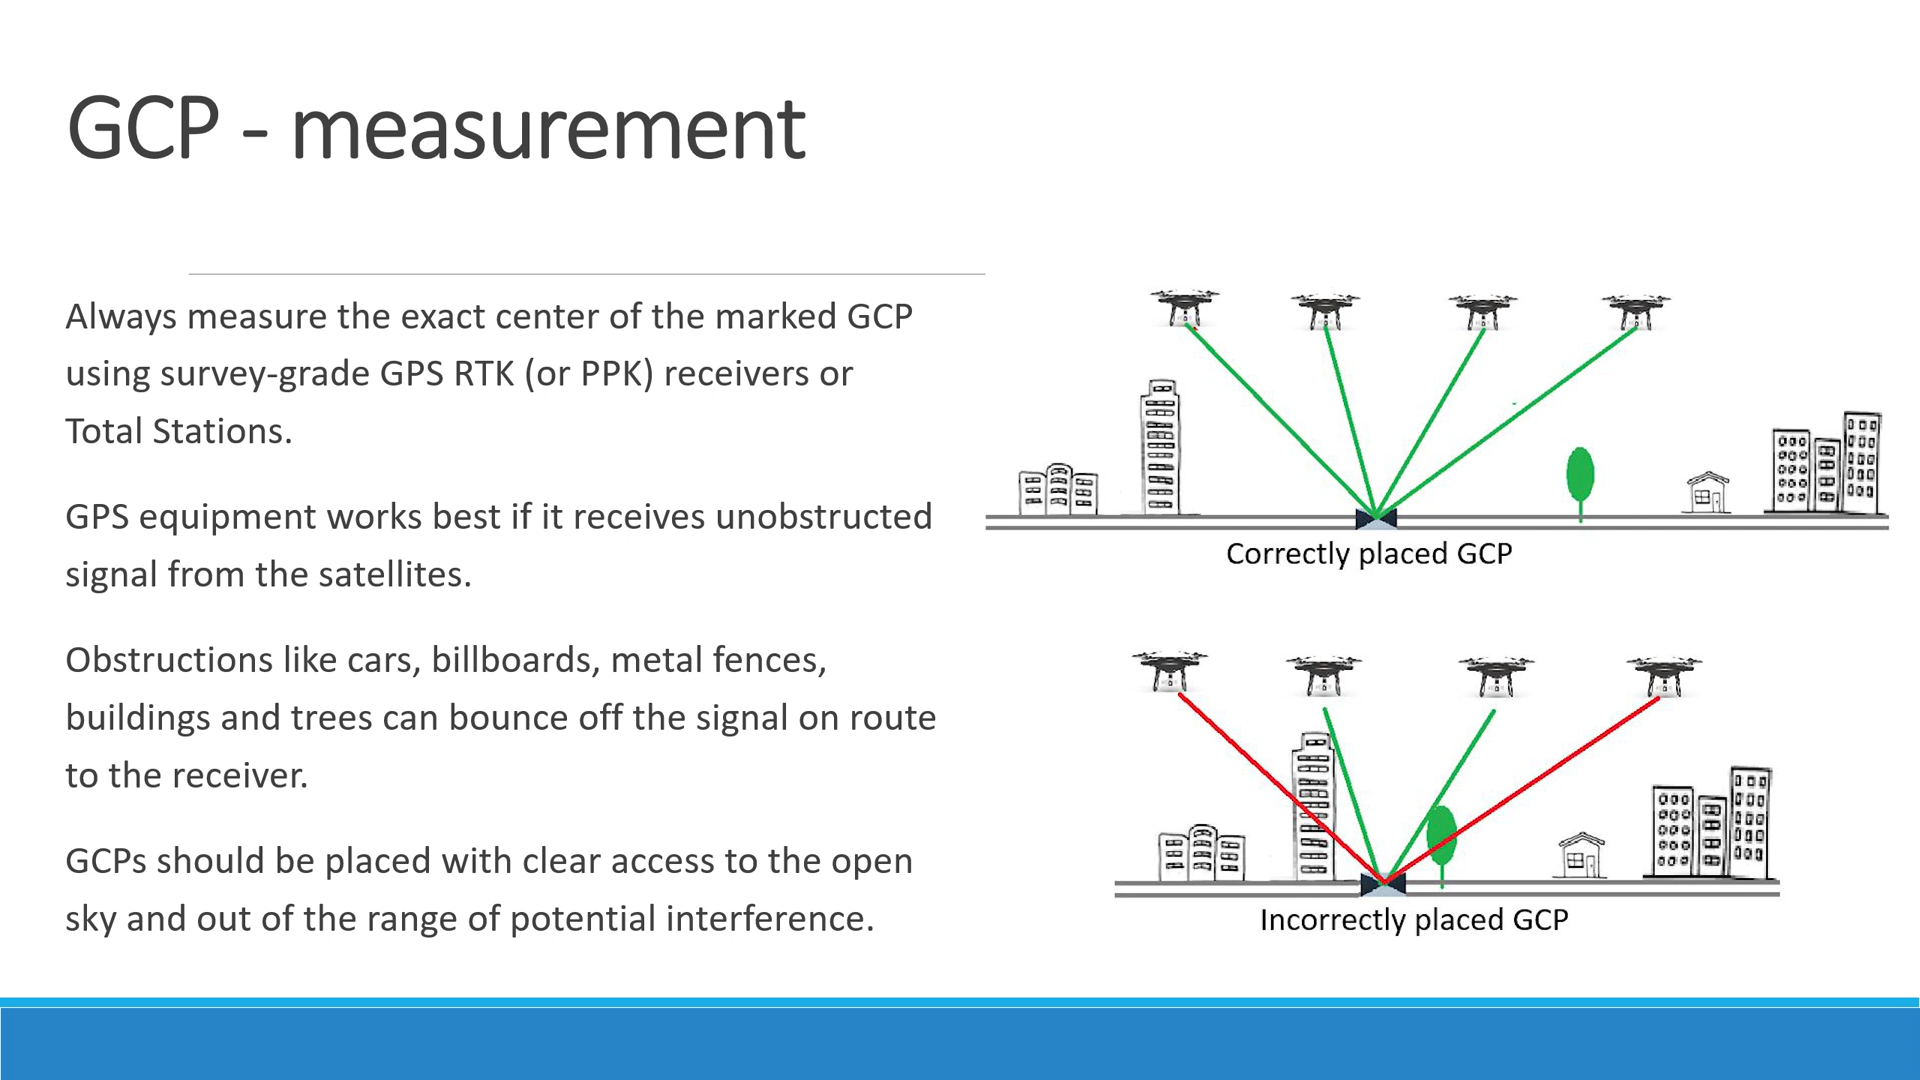 GCP - measurement
Always measure the exact center of the marked GCP
using survey-grade GPS RTK (or PPK) receivers or
Total Stations.
GPS equipment works best if it receives unobstructed
signal from the satellites.
Obstructions like cars, billboards, metal fences,
buildings and trees can bounce off the signal on route
to the receiver.
GCPs should be placed with clear access to the open
sky and out of the range of potential interference.
Correctly placed GCP
Incorrectly placed GCP